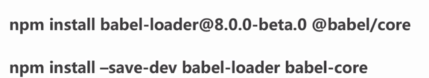 npm install babel-loader@8.0.0-beta.0 @babel/core
npm install –save-dev babel-loader babel-core